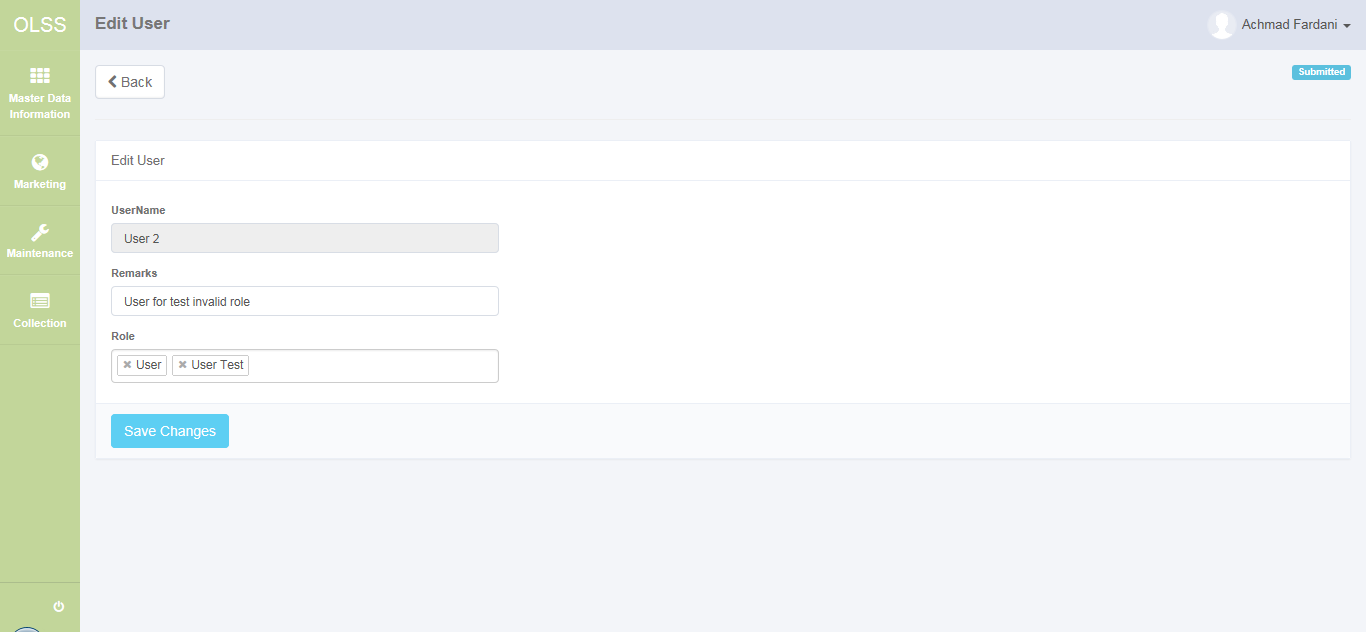 OLSS
Edit User
Achmad Fardani
Master Data
Information
Marketing
Maintenance
Collection
Back
Submitted
Edit User
UserName
User 2
Remarks
User for test invalid role
Role
✖ User ✖ User Test
Save Changes